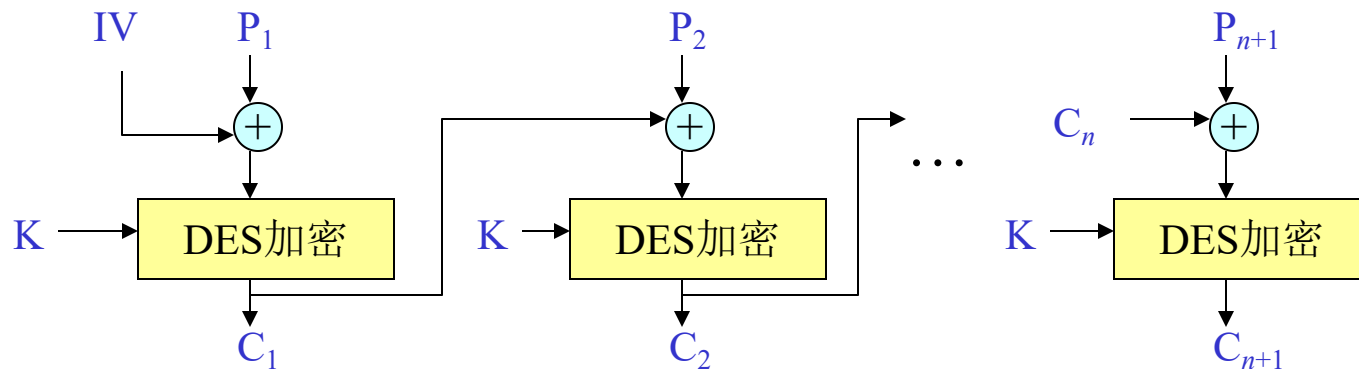 IV P₁ P₂ Pₙ₊₁
+ + Cₙ +
…
K DES加密 K DES加密 K DES加密
C₁ C₂ Cₙ₊₁